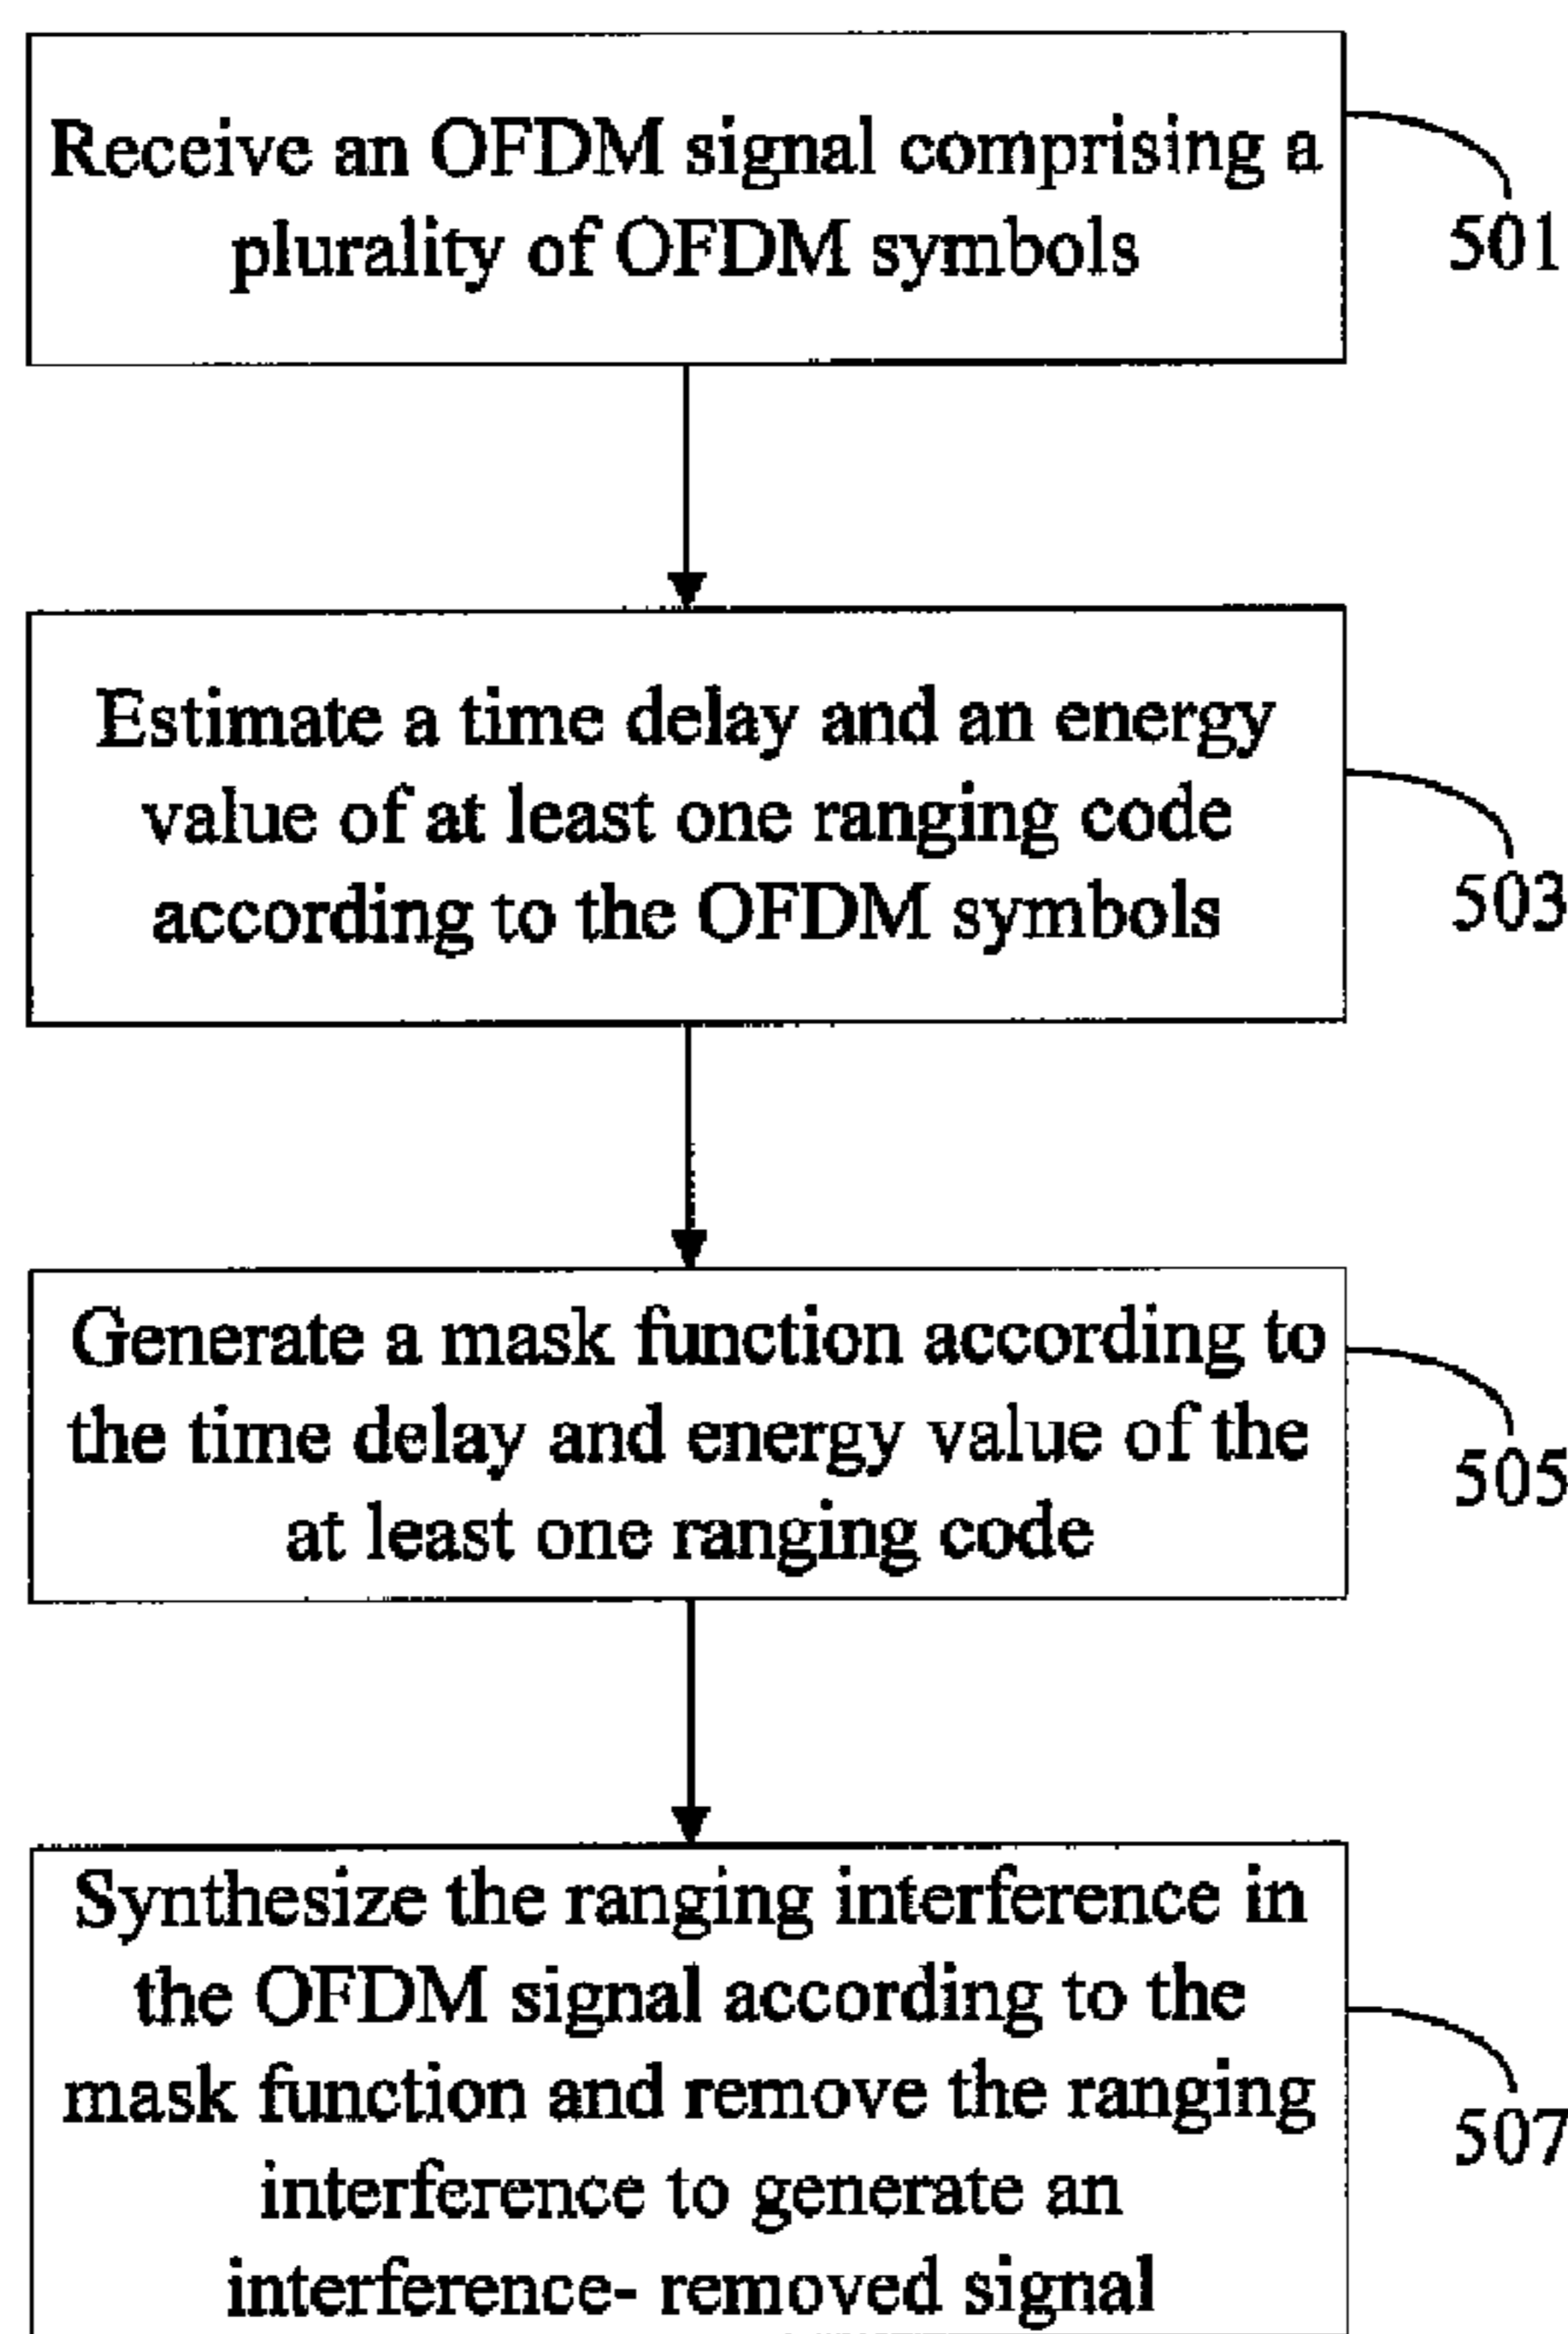 Receive an OFDM signal comprising a
plurality of OFDM symbols
501
Estimate a time delay and an energy
value of at least one ranging code
according to the OFDM symbols
503
Generate a mask function according to
the time delay and energy value of the
at least one ranging code
505
Synthesize the ranging interference in
the OFDM signal according to the
mask function and remove the ranging
interference to generate an
interference- removed signal
507